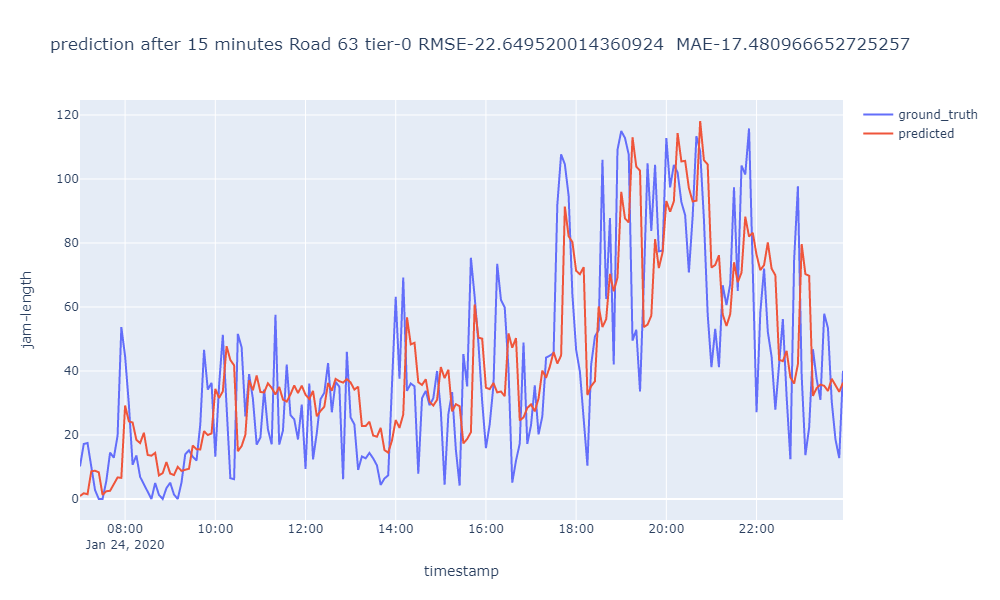 prediction after 15 minutes Road 63 tier-0 RMSE-22.649520014360924 MAE-17.480966652725257
ground_truth
predicted
120
100
80
60
40
20
0
jam-length
08:00 10:00 12:00 14:00 16:00 18:00 20:00 22:00
Jan 24, 2020
timestamp